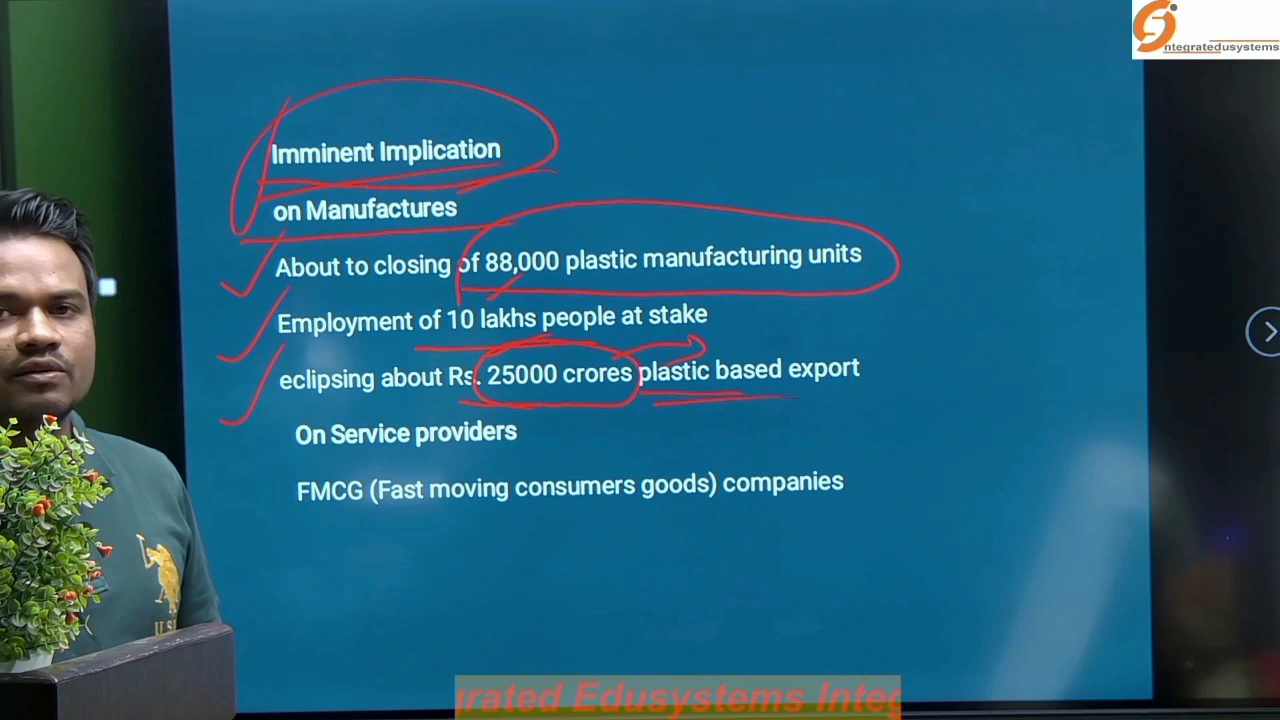 ntegratedusystems
Imminent Implication
on Manufactures
About to closing of 88,000 plastic manufacturing units
Employment of 10 lakhs people at stake
eclipsing about Rs. 25000 crores plastic based export
On Service providers
FMCG (Fast moving consumers goods) companies
U.S.
grated Edusystems Integ